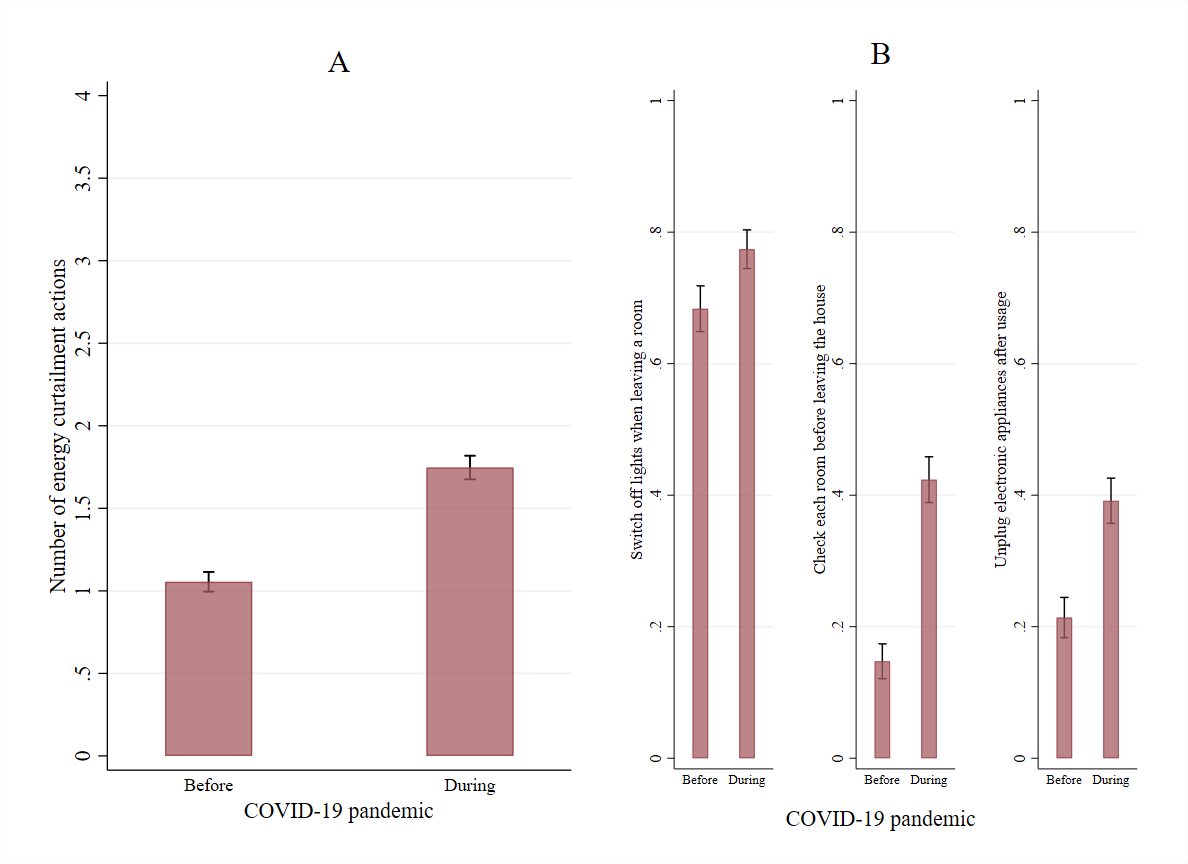 A
Number of energy curtailment actions
4
3.5
3
2.5
2
1.5
1
.5
0
Before During
COVID-19 pandemic
B
Switch off lights when leaving a room
1
.8
.6
.4
.2
0
Before During
Check each room before leaving the house
1
.8
.6
.4
.2
0
Before During
Unplug electronic appliances after usage
1
.8
.6
.4
.2
0
Before During
COVID-19 pandemic